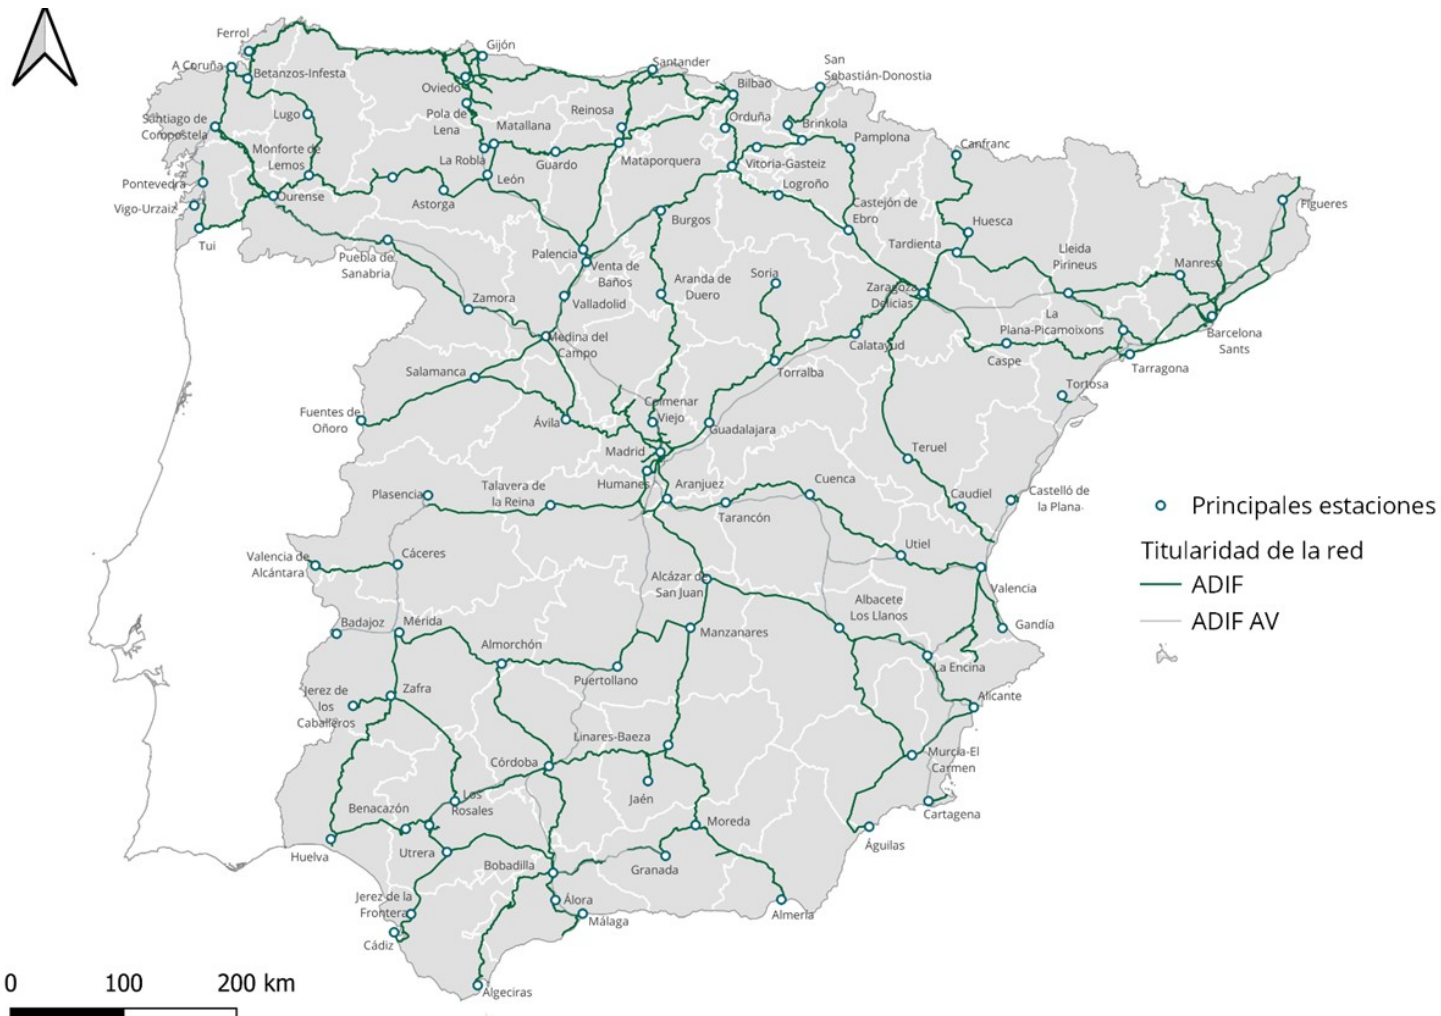 Ferrol
Gijón
A Coruña
Betanzos-Infesta
Santander
San
Sebastián-Donostia
Oviedo
Bilbao
Lugo
Pola de
Lena
Reinosa
Orduña
Santiago de
Compostela
Matallana
Brinkola
Pamplona
Canfranc
Monforte de
Lemos
La Robla
Guardo
Mataporquera
Vitoria-Gasteiz
Pontevedra
León
Logroño
Ourense
Astorga
Castejón de
Ebro
Vigo-Urzaiz
Burgos
Huesca
Figueres
Tui
Tardienta
Lleida
Pirineus
Puebla de
Sanabria
Palencia
Venta de
Baños
Aranda de
Duero
Soria
Manresa
Zamora
Valladolid
Zaragoza
Delicias
La
Plana-Picamoixons
Barcelona
Sants
Medina del
Campo
Calatayud
Caspe
Tarragona
Salamanca
Torralba
Tortosa
Fuentes de
Oñoro
Ávila
Colmenar
Viejo
Guadalajara
Madrid
Teruel
Plasencia
Talavera de
la Reina
Humanes
Aranjuez
Cuenca
Caudiel
Castelló de
la Plana-
Tarancón
Principales estaciones
Valencia de
Alcántara
Cáceres
Utiel
Titularidad de la red
Alcázar de
San Juan
Valencia
ADIF
Badajoz
Mérida
Albacete
Los Llanos
Gandía
ADIF AV
Almorchón
Manzanares
La Encina
Puertollano
Jerez de
los
Caballeros
Zafra
Alicante
Linares-Baeza
Córdoba
Murcia-El
Carmen
Jaén
Benacazón
Los
Rosales
Moreda
Cartagena
Huelva
Utrera
Bobadilla
Granada
Águilas
Jerez de la
Frontera
Álora
Málaga
Almería
Cádiz
0 100 200 km
Algeciras